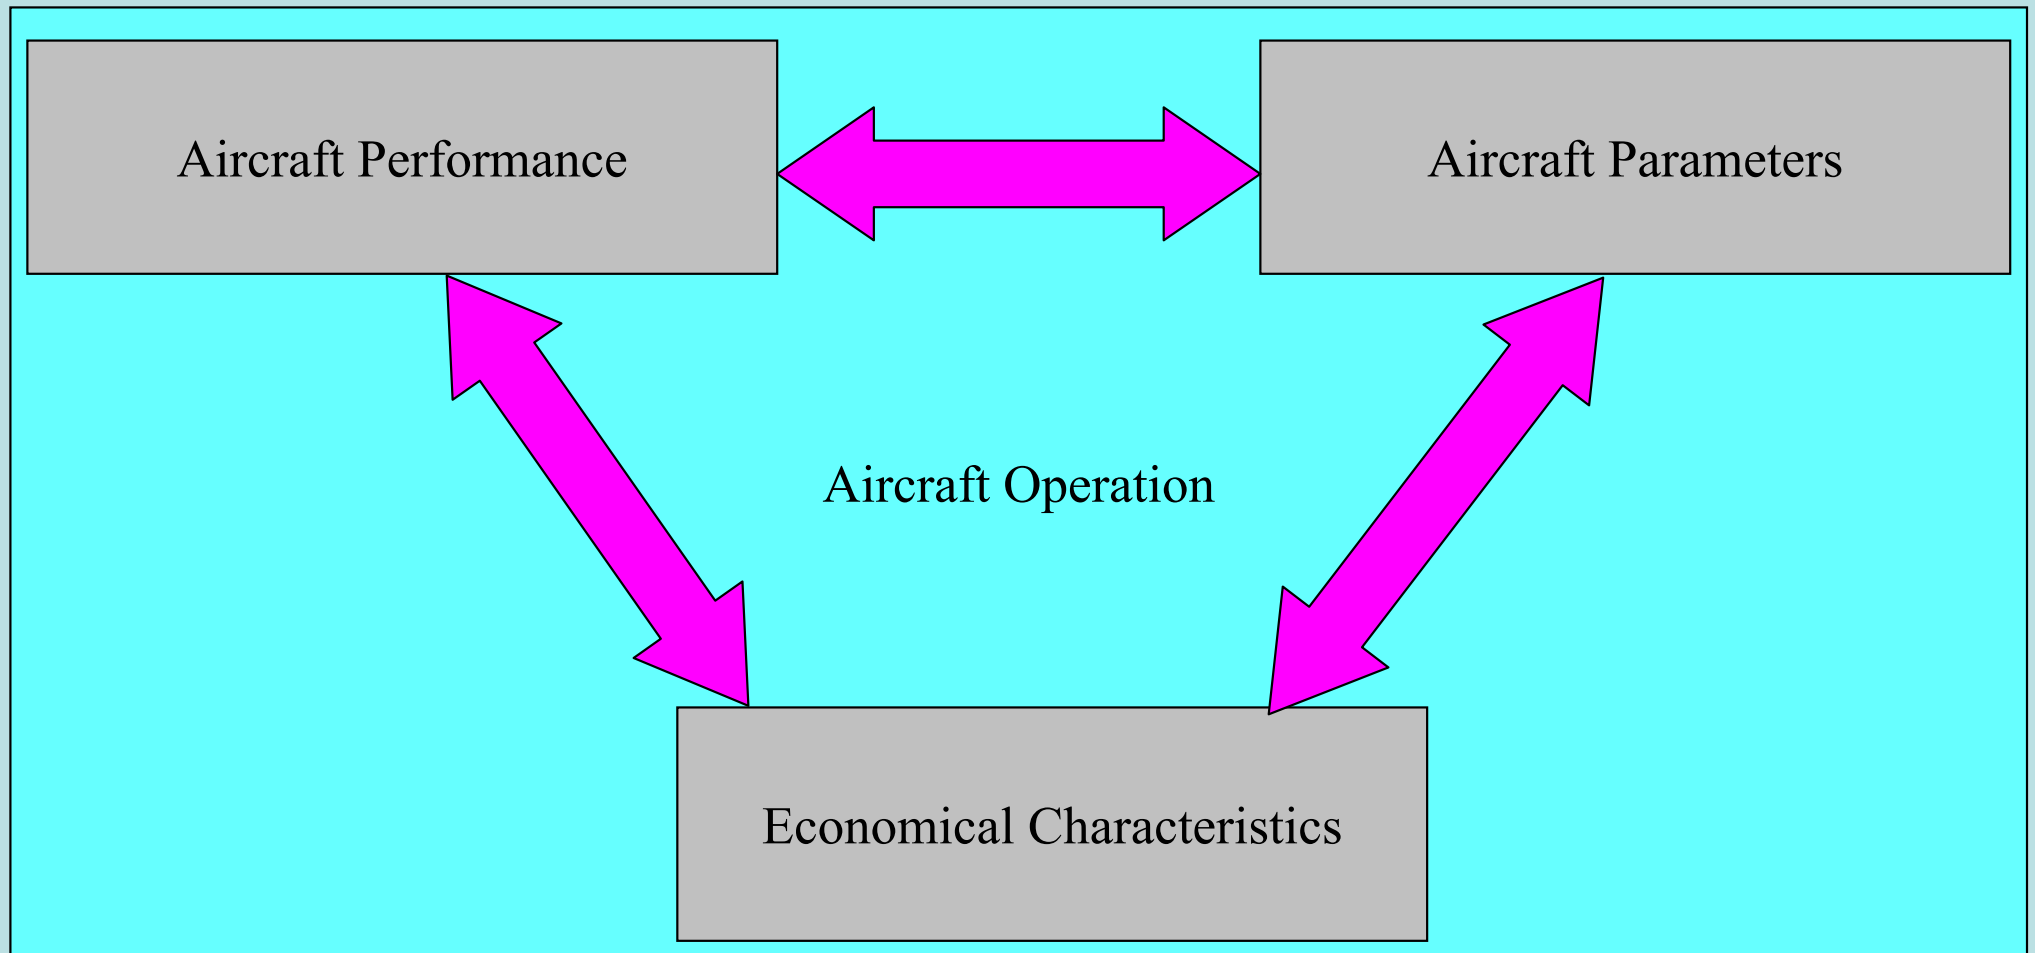 Aircraft Performance
Aircraft Parameters
Aircraft Operation
Economical Characteristics